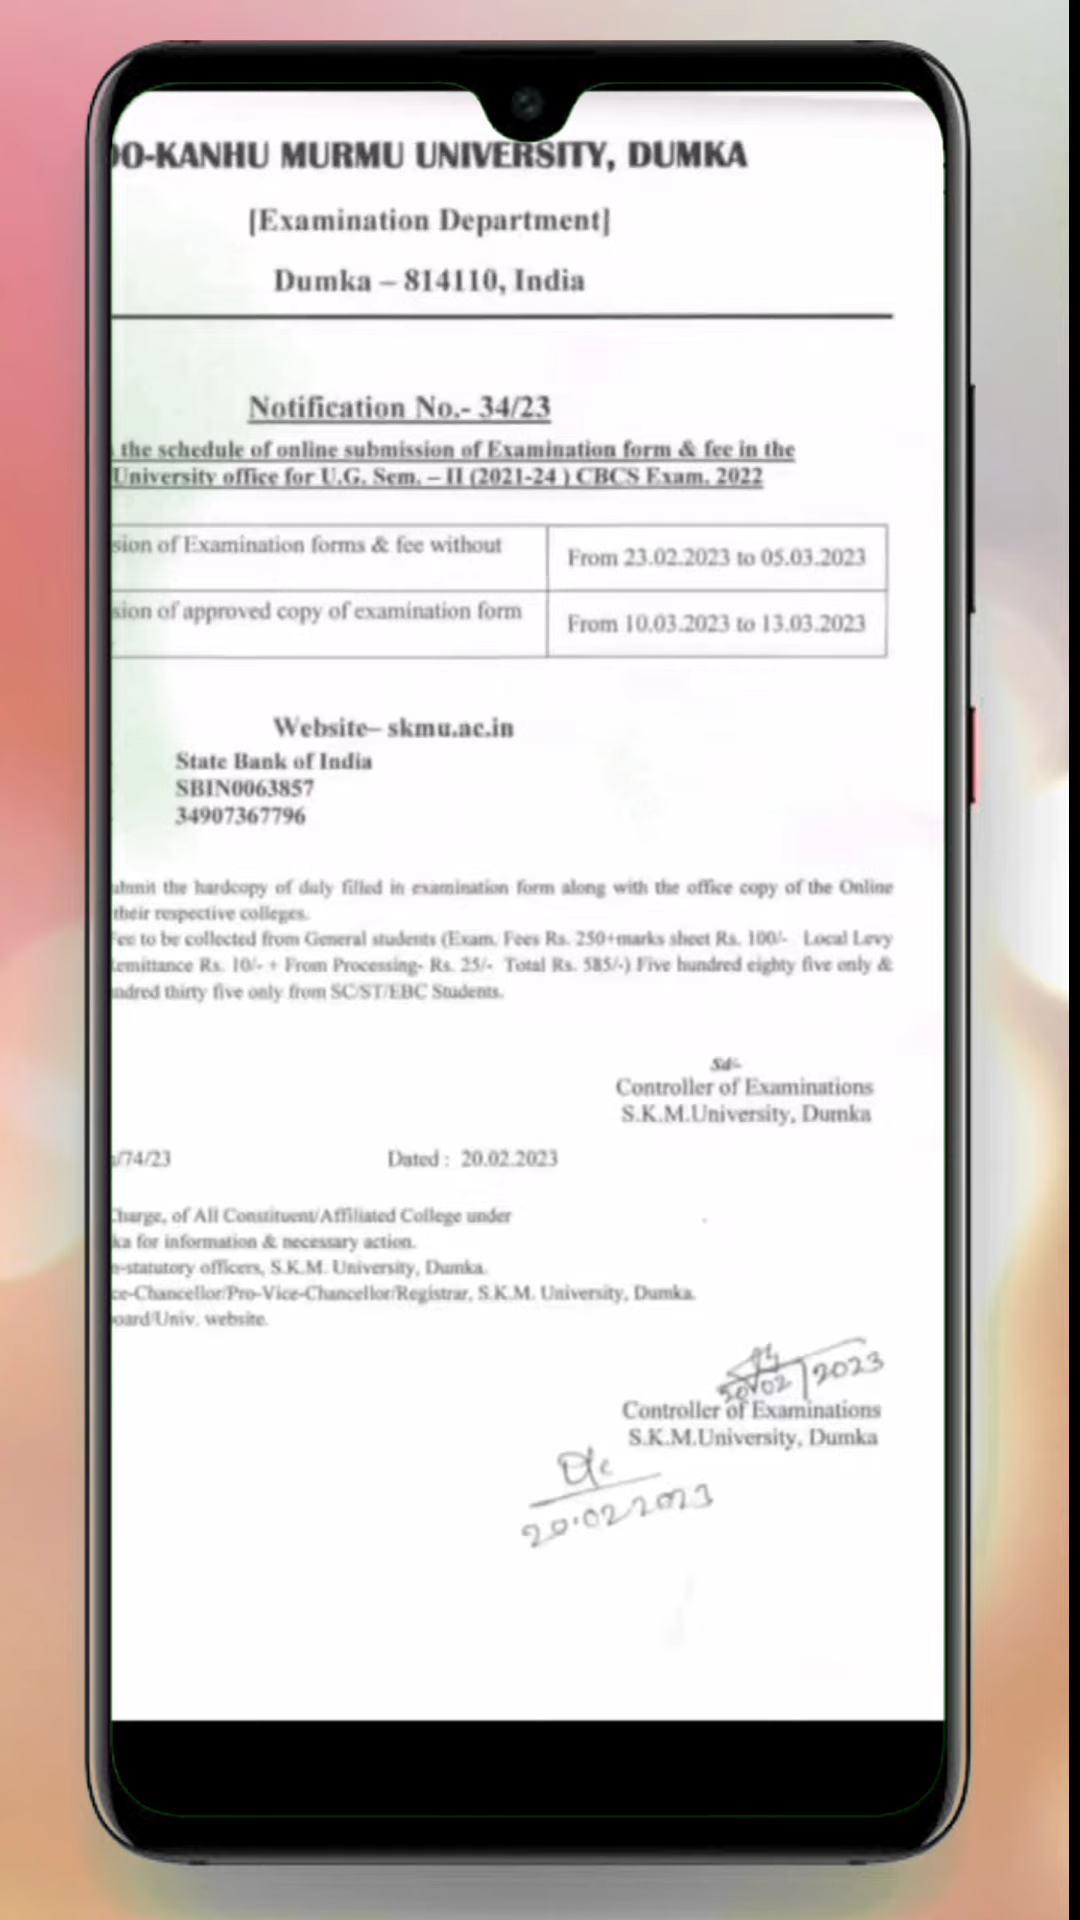 DO-KANHU MURMU UNIVERSITY, DUMKA
[Examination Department]
Dumka – 814110, India
Notification No.- 34/23
the schedule of online submission of Examination form & fee in the
University office for U.G. Sem. – II (2021-24 ) CBCS Exam. 2022
sion of Examination forms & fee without
From 23.02.2023 to 05.03.2023
sion of approved copy of examination form
From 10.03.2023 to 13.03.2023
Website– skmu.ac.in
State Bank of India
SBIN0063857
34907367796
ubmit the hardcopy of duly filled in examination form along with the office copy of the Online
their respective colleges.
Fee to be collected from General students (Exam. Fees Rs. 250+marks sheet Rs. 100/- Local Levy
emittance Rs. 10/- + From Processing- Rs. 25/- Total Rs. 585/-) Five hundred eighty five only &
ndred thirty five only from SC/ST/EBC Students.
Sd/-
Controller of Examinations
S.K.M.University, Dumka
/74/23 Dated : 20.02.2023
Charge, of All Constituent/Affiliated College under
ka for information & necessary action.
n-statutory officers, S.K.M. University, Dumka.
ce-Chancellor/Pro-Vice-Chancellor/Registrar, S.K.M. University, Dumka.
oard/Univ. website.
20/02/2023
Controller of Examinations
S.K.M.University, Dumka
20.02.2023